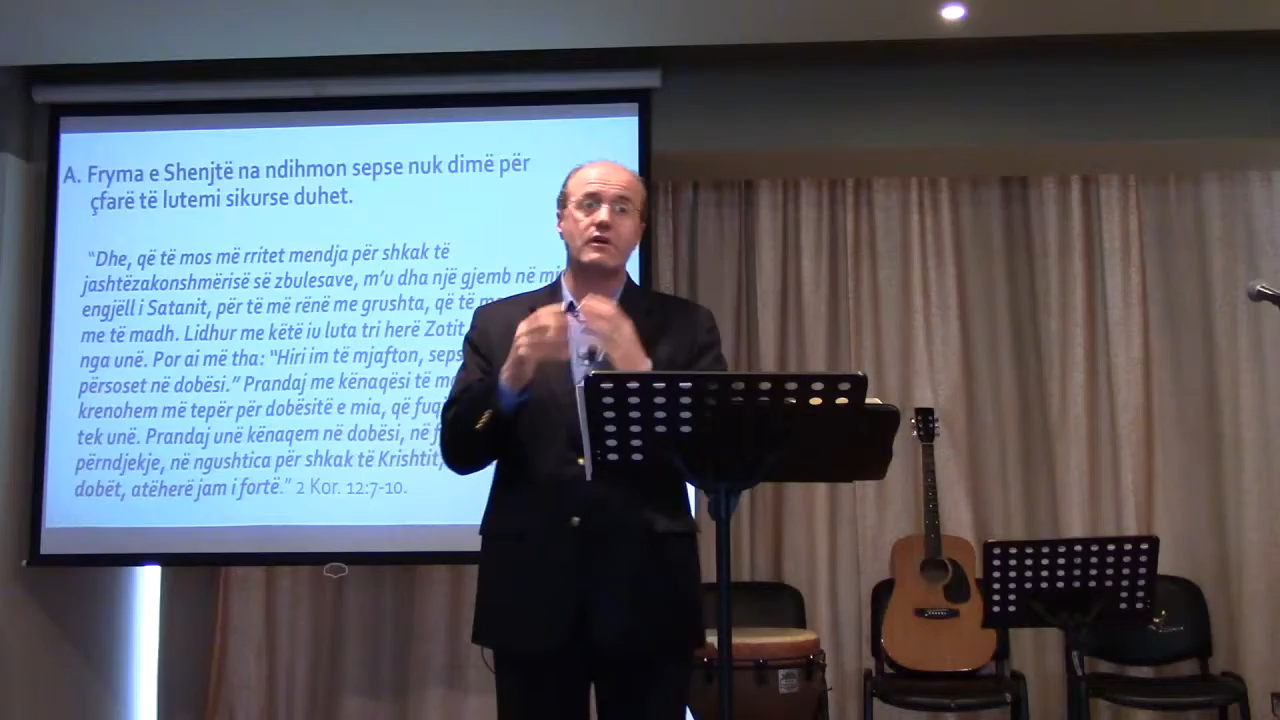 A. Fryma e Shenjtë na ndihmon sepse nuk dimë për
çfarë të lutemi sikurse duhet.
“Dhe, që të mos më rritet mendja për shkak të
jashtëzakonshmërisë së zbulesave, m’u dha një gjemb në
engjëll i Satanit, për të më rënë me grushta, që të
me të madh. Lidhur me këtë iu luta tri herë Zotit
nga unë. Por ai më tha: “Hiri im të mjafton,
përsoset në dobësi.” Prandaj me kënaqësi të
krenohem më tepër për dobësitë e mia, që
tek unë. Prandaj unë kënaqem në dobësi, në
përndjekje, në ngushtica për shkak të Krishtit,
dobët, atëherë jam i fortë.” 2 Kor. 12:7-10.